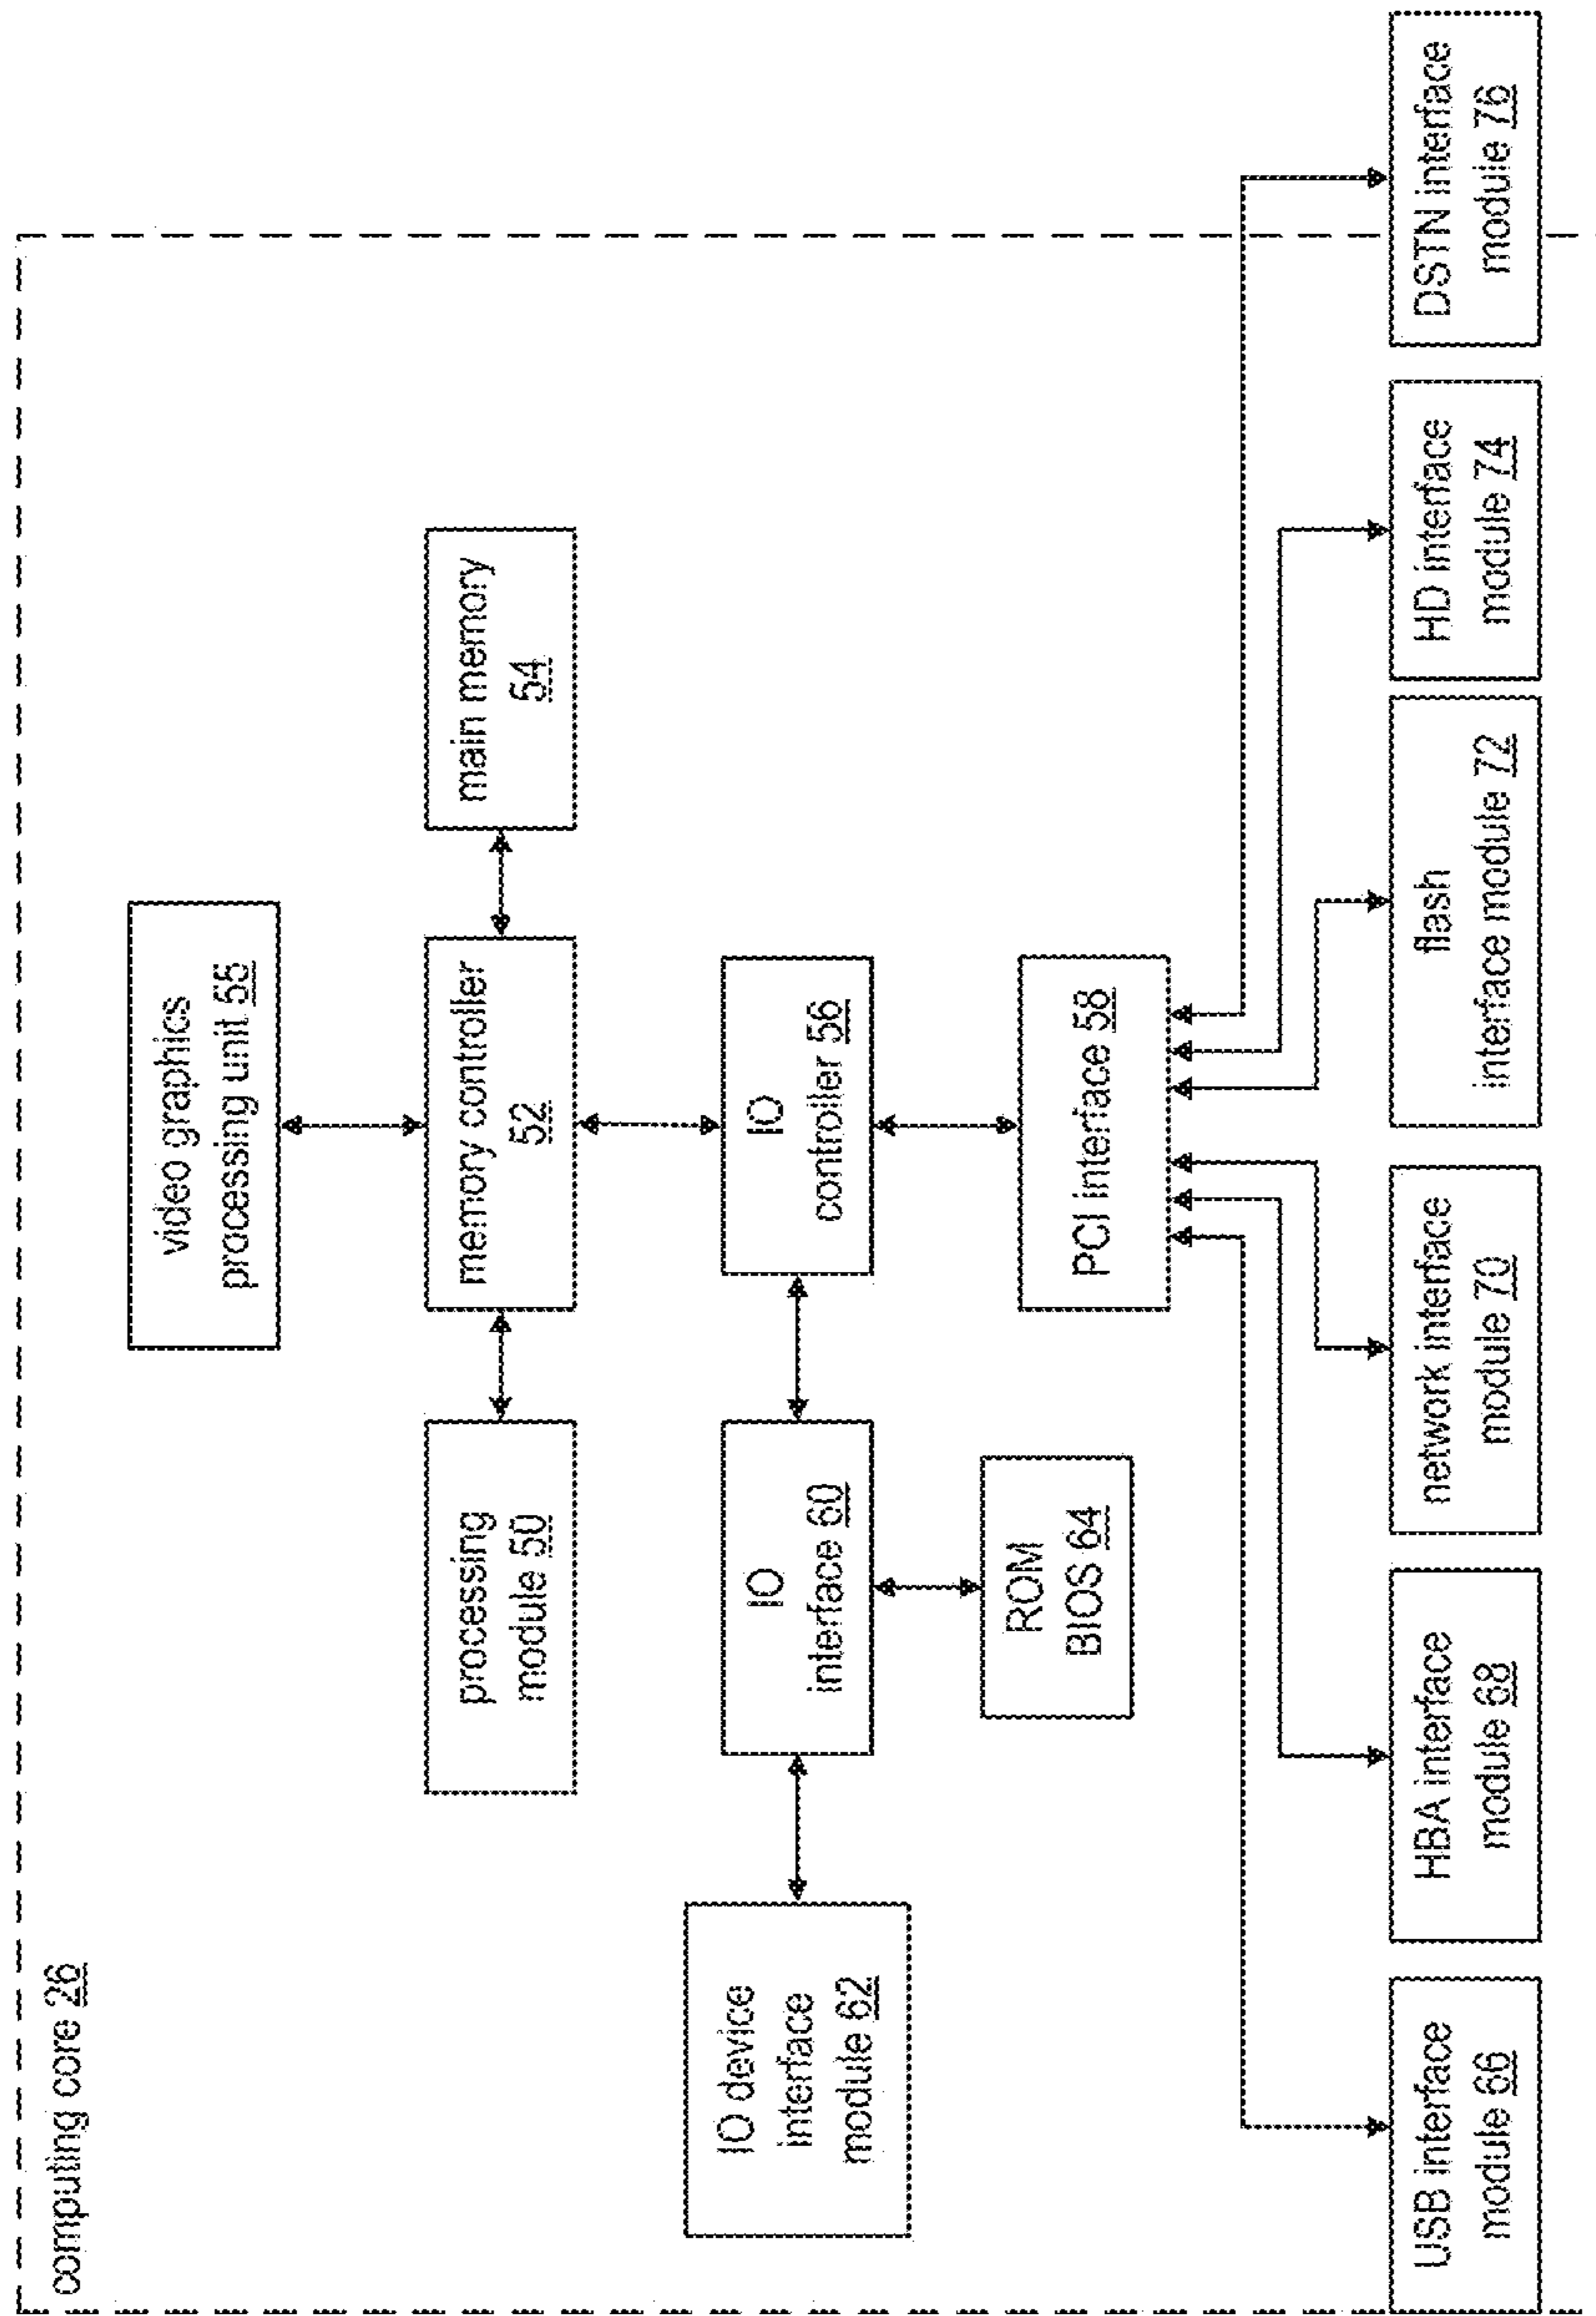 computing core 26
video graphics
processing unit 55
processing
module 50
memory controller
52
main memory
54
IO device
interface
module 62
IO
interface 60
IO
controller 56
ROM
BIOS 64
PCI interface 58
USB interface
module 66
HBA interface
module 68
network interface
module 70
flash
interface module 72
HD interface
module 74
DSTN interface
module 76